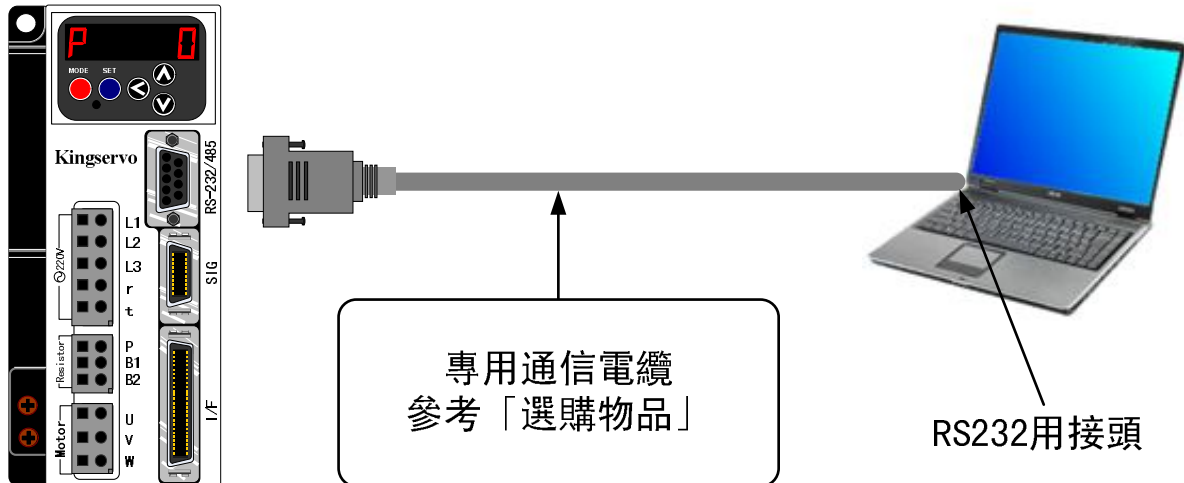 P 0
MODE SET
Kingservo
RS-232/485
L1
L2
L3
r
t
220V
SIG
P
B1
B2
Resistor
I/F
U
V
W
Motor
專用通信電纜
參考「選購物品」
RS232用接頭